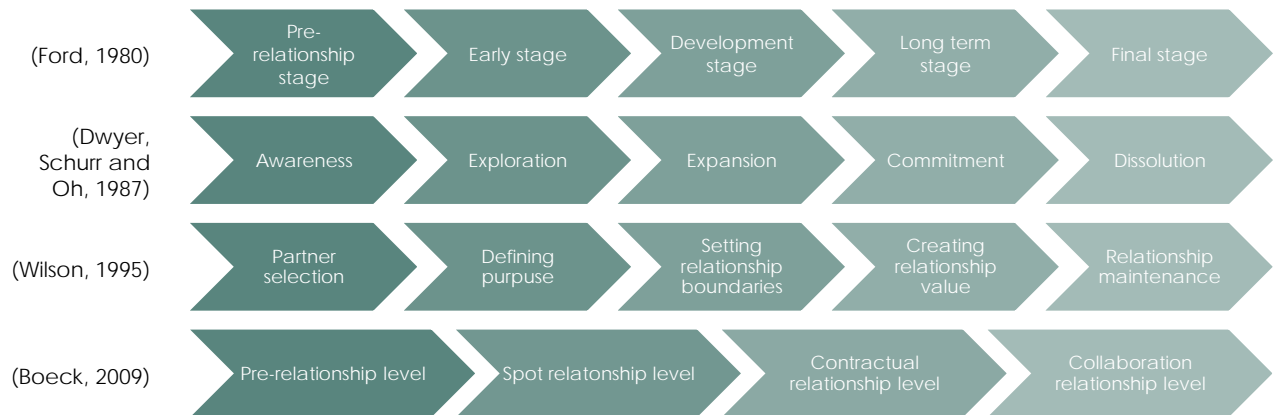 (Ford, 1980)
Pre-
relationship
stage
Early stage
Development
stage
Long term
stage
Final stage
(Dwyer,
Schurr and
Oh, 1987)
Awareness
Exploration
Expansion
Commitment
Dissolution
(Wilson, 1995)
Partner
selection
Defining
purpuse
Setting
relationship
boundaries
Creating
relationship
value
Relationship
maintenance
(Boeck, 2009)
Pre-relationship level
Spot relatonship level
Contractual
relationship level
Collaboration
relationship level